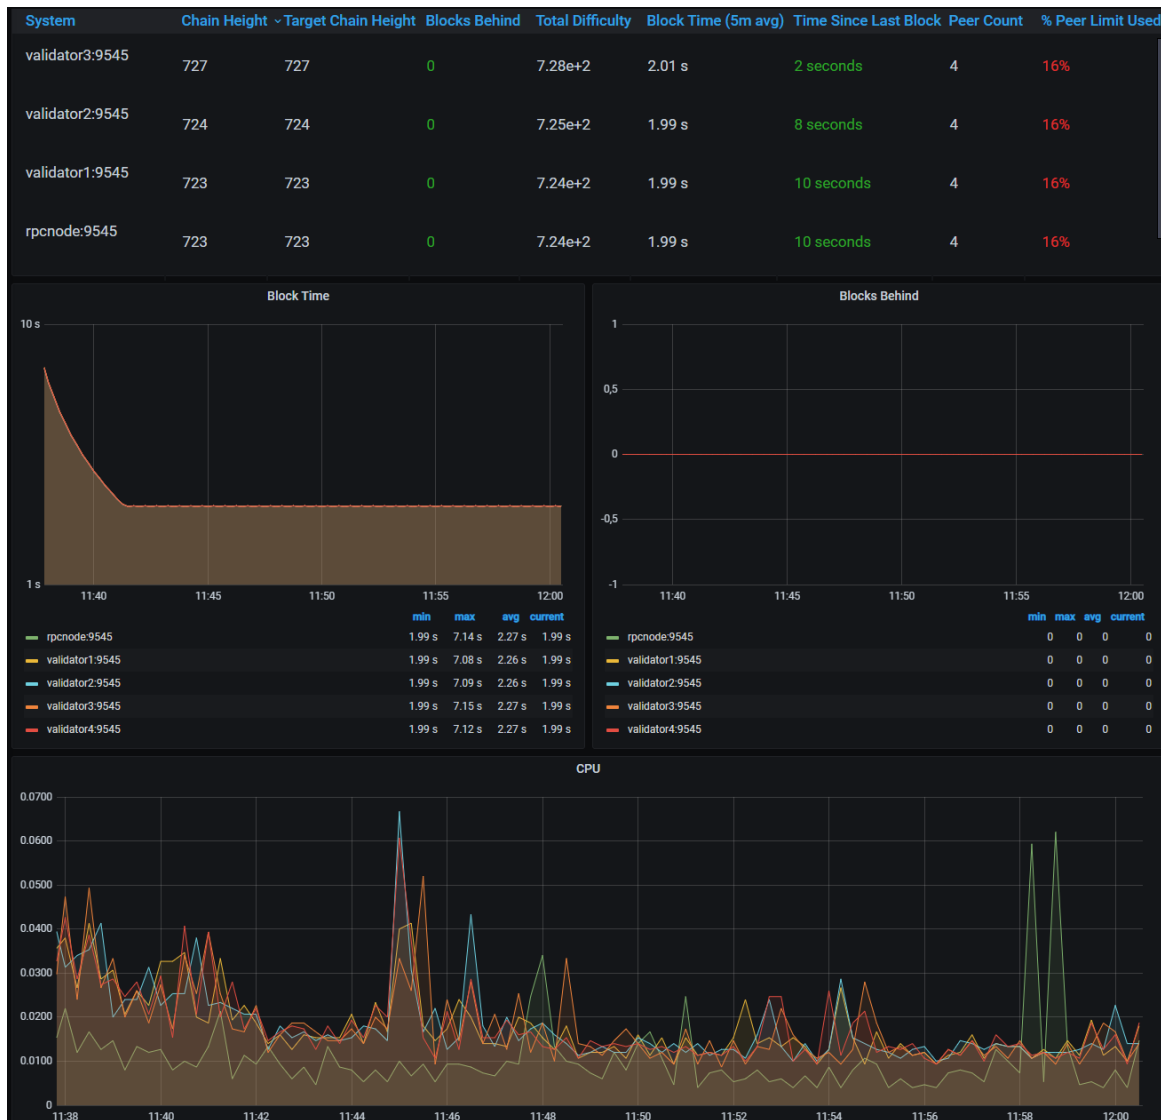 System Chain Height Target Chain Height Blocks Behind Total Difficulty Block Time (5m avg) Time Since Last Block Peer Count % Peer Limit Used
validator3:9545 727 727 0 7.28e+2 2.01 s 2 seconds 4 16%
validator2:9545 724 724 0 7.25e+2 1.99 s 8 seconds 4 16%
validator1:9545 723 723 0 7.24e+2 1.99 s 10 seconds 4 16%
rpcnode:9545 723 723 0 7.24e+2 1.99 s 10 seconds 4 16%
Block Time
10 s
1 s
11:40 11:45 11:50 11:55 12:00
min max avg current
rpcnode:9545 1.99 s 7.14 s 2.27 s 1.99 s
validator1:9545 1.99 s 7.08 s 2.26 s 1.99 s
validator2:9545 1.99 s 7.09 s 2.26 s 1.99 s
validator3:9545 1.99 s 7.15 s 2.27 s 1.99 s
validator4:9545 1.99 s 7.12 s 2.27 s 1.99 s
Blocks Behind
1
0,5
0
-0,5
-1
11:40 11:45 11:50 11:55 12:00
min max avg current
rpcnode:9545 0 0 0 0
validator1:9545 0 0 0 0
validator2:9545 0 0 0 0
validator3:9545 0 0 0 0
validator4:9545 0 0 0 0
CPU
0.0700
0.0600
0.0500
0.0400
0.0300
0.0200
0.0100
0
11:38 11:40 11:42 11:44 11:46 11:48 11:50 11:52 11:54 11:56 11:58 12:00